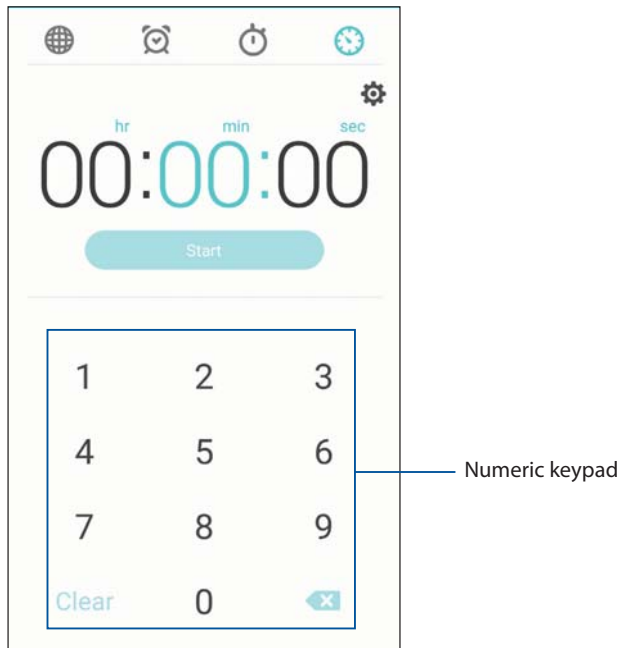 hr min sec
00:00:00
Start
1 2 3
4 5 6
Numeric keypad
7 8 9
Clear 0